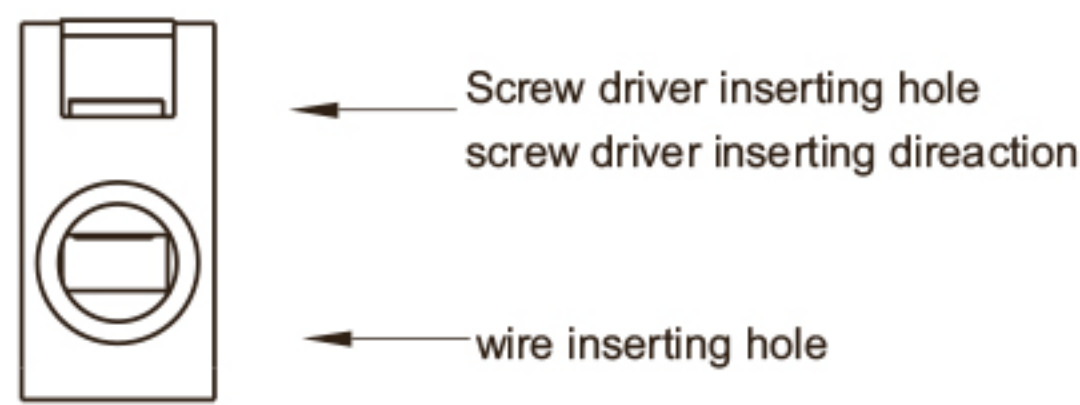 Screw driver inserting hole
screw driver inserting direaction
wire inserting hole